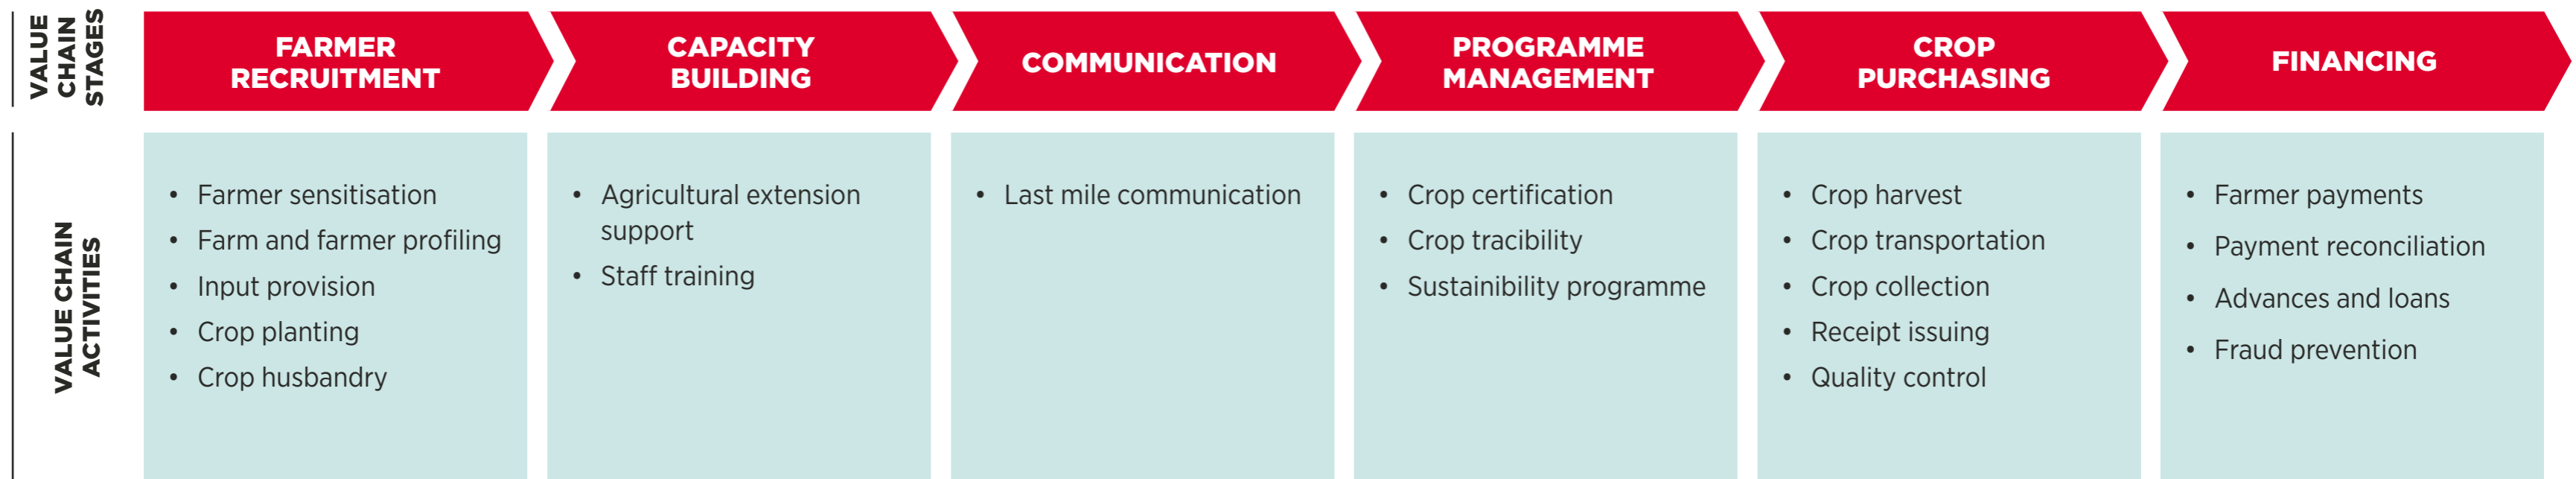 VALUE
CHAIN
STAGES
FARMER
RECRUITMENT
CAPACITY
BUILDING
COMMUNICATION
PROGRAMME
MANAGEMENT
CROP
PURCHASING
FINANCING
VALUE CHAIN
ACTIVITIES
• Farmer sensitisation
• Farm and farmer profiling
• Input provision
• Crop planting
• Crop husbandry
• Agricultural extension
support
• Staff training
• Last mile communication
• Crop certification
• Crop tracibility
• Sustainibility programme
• Crop harvest
• Crop transportation
• Crop collection
• Receipt issuing
• Quality control
• Farmer payments
• Payment reconciliation
• Advances and loans
• Fraud prevention